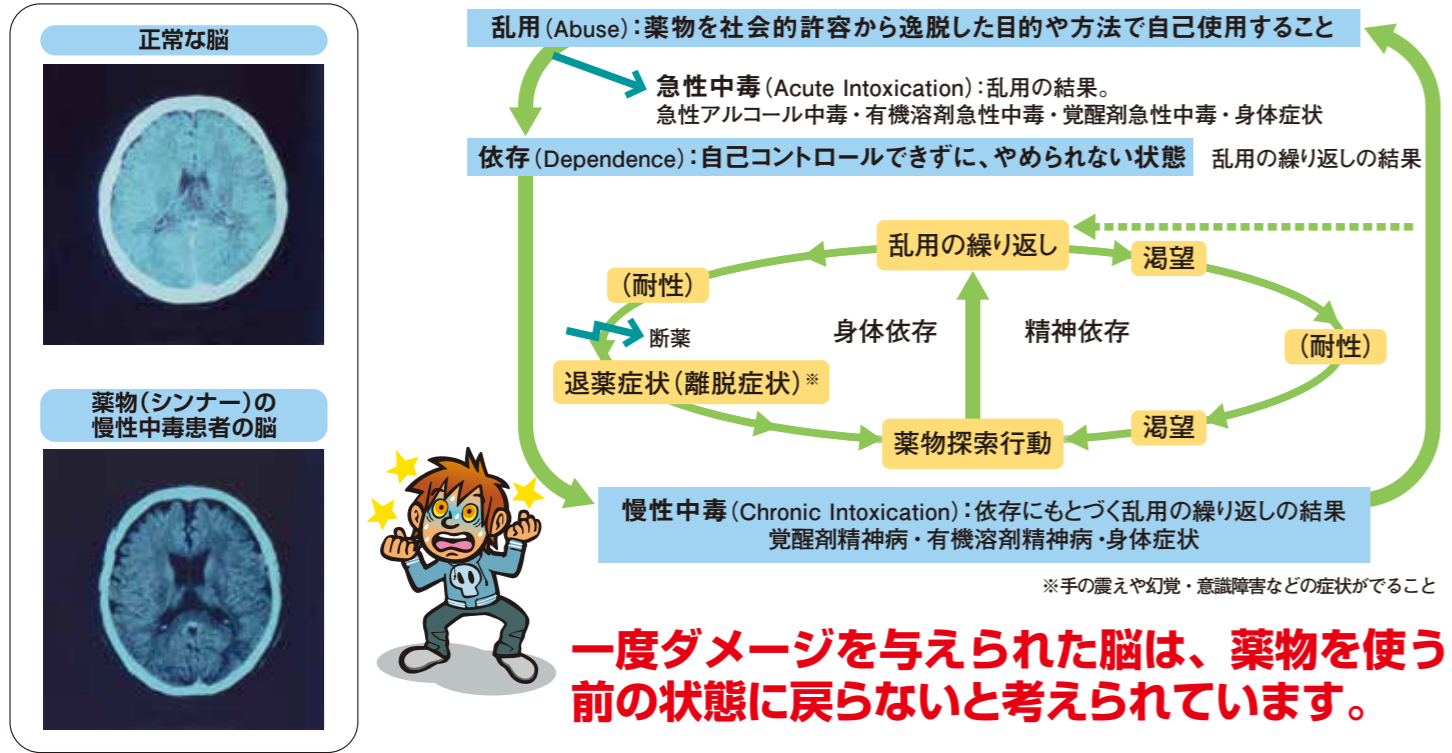 正常な脳
薬物(シンナー)の
慢性中毒患者の脳
乱用(Abuse):薬物を社会的許容から逸脱した目的や方法で自己使用すること
急性中毒(Acute Intoxication):乱用の結果。
急性アルコール中毒・有機溶剤急性中毒・覚醒剤急性中毒・身体症状
依存(Dependence):自己コントロールできずに、やめられない状態
乱用の繰り返しの結果
乱用の繰り返し
渇望
(耐性)
断薬
身体依存
精神依存
(耐性)
退薬症状(離脱症状)※
渇望
薬物探索行動
慢性中毒(Chronic Intoxication):依存にもとづく乱用の繰り返しの結果
覚醒剤精神病・有機溶剤精神病・身体症状
※手の震えや幻覚・意識障害などの症状がでること
一度ダメージを与えられた脳は、薬物を使う
前の状態に戻らないと考えられています。